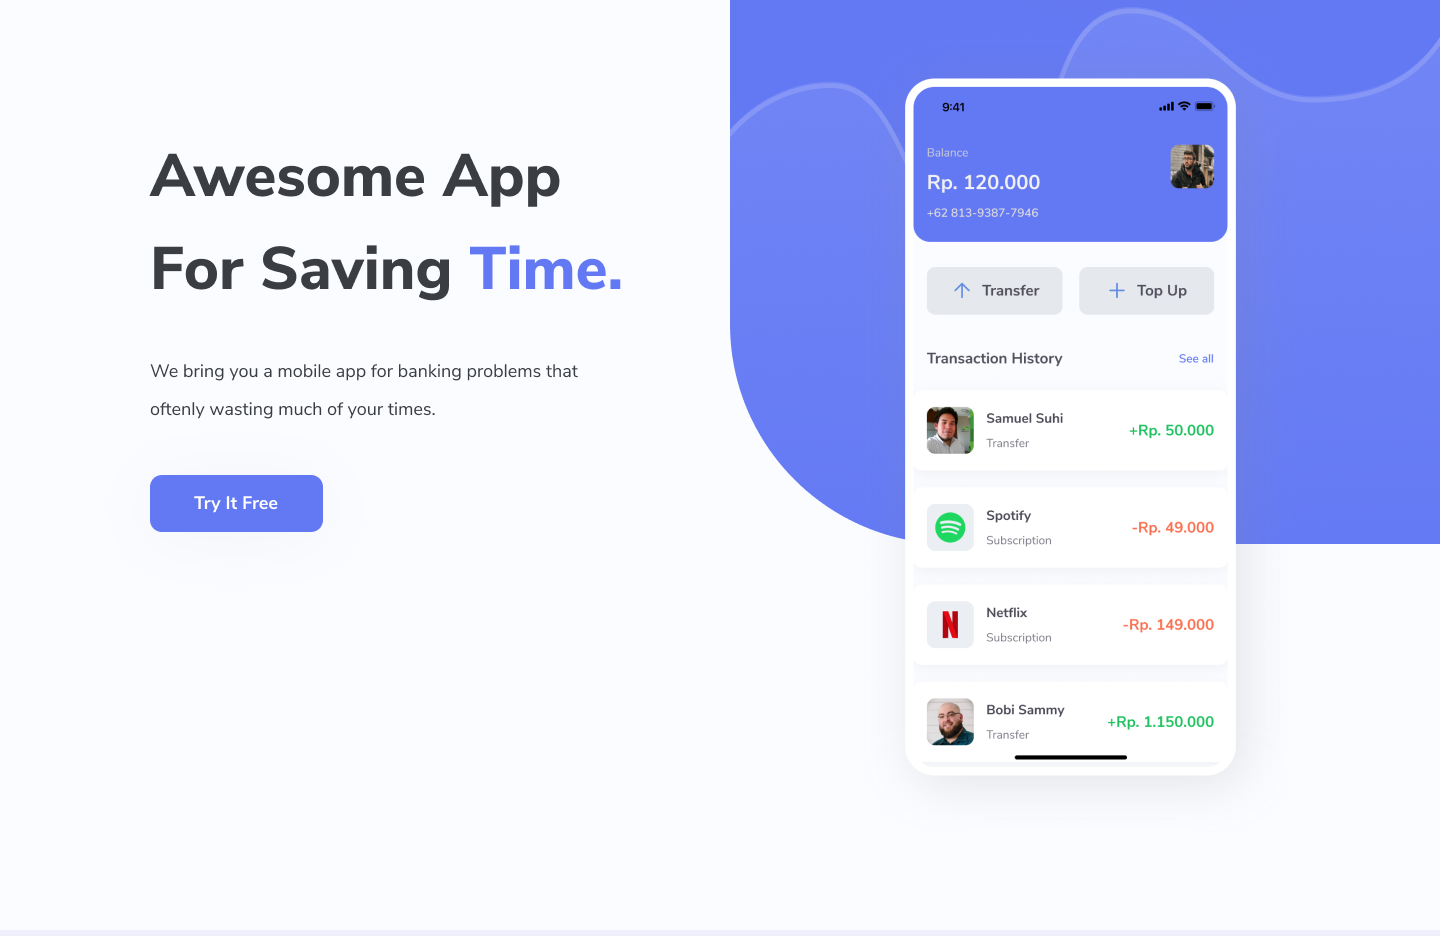 Awesome App
For Saving Time.
We bring you a mobile app for banking problems that
oftenly wasting much of your times.
Try It Free
9:41
Balance
Rp. 120.000
+62 813-9387-7946
Transfer
Top Up
Transaction History
See all
Samuel Suhi
Transfer
+Rp. 50.000
Spotify
Subscription
-Rp. 49.000
N
Netflix
Subscription
-Rp. 149.000
Bobi Sammy
Transfer
+Rp. 1.150.000